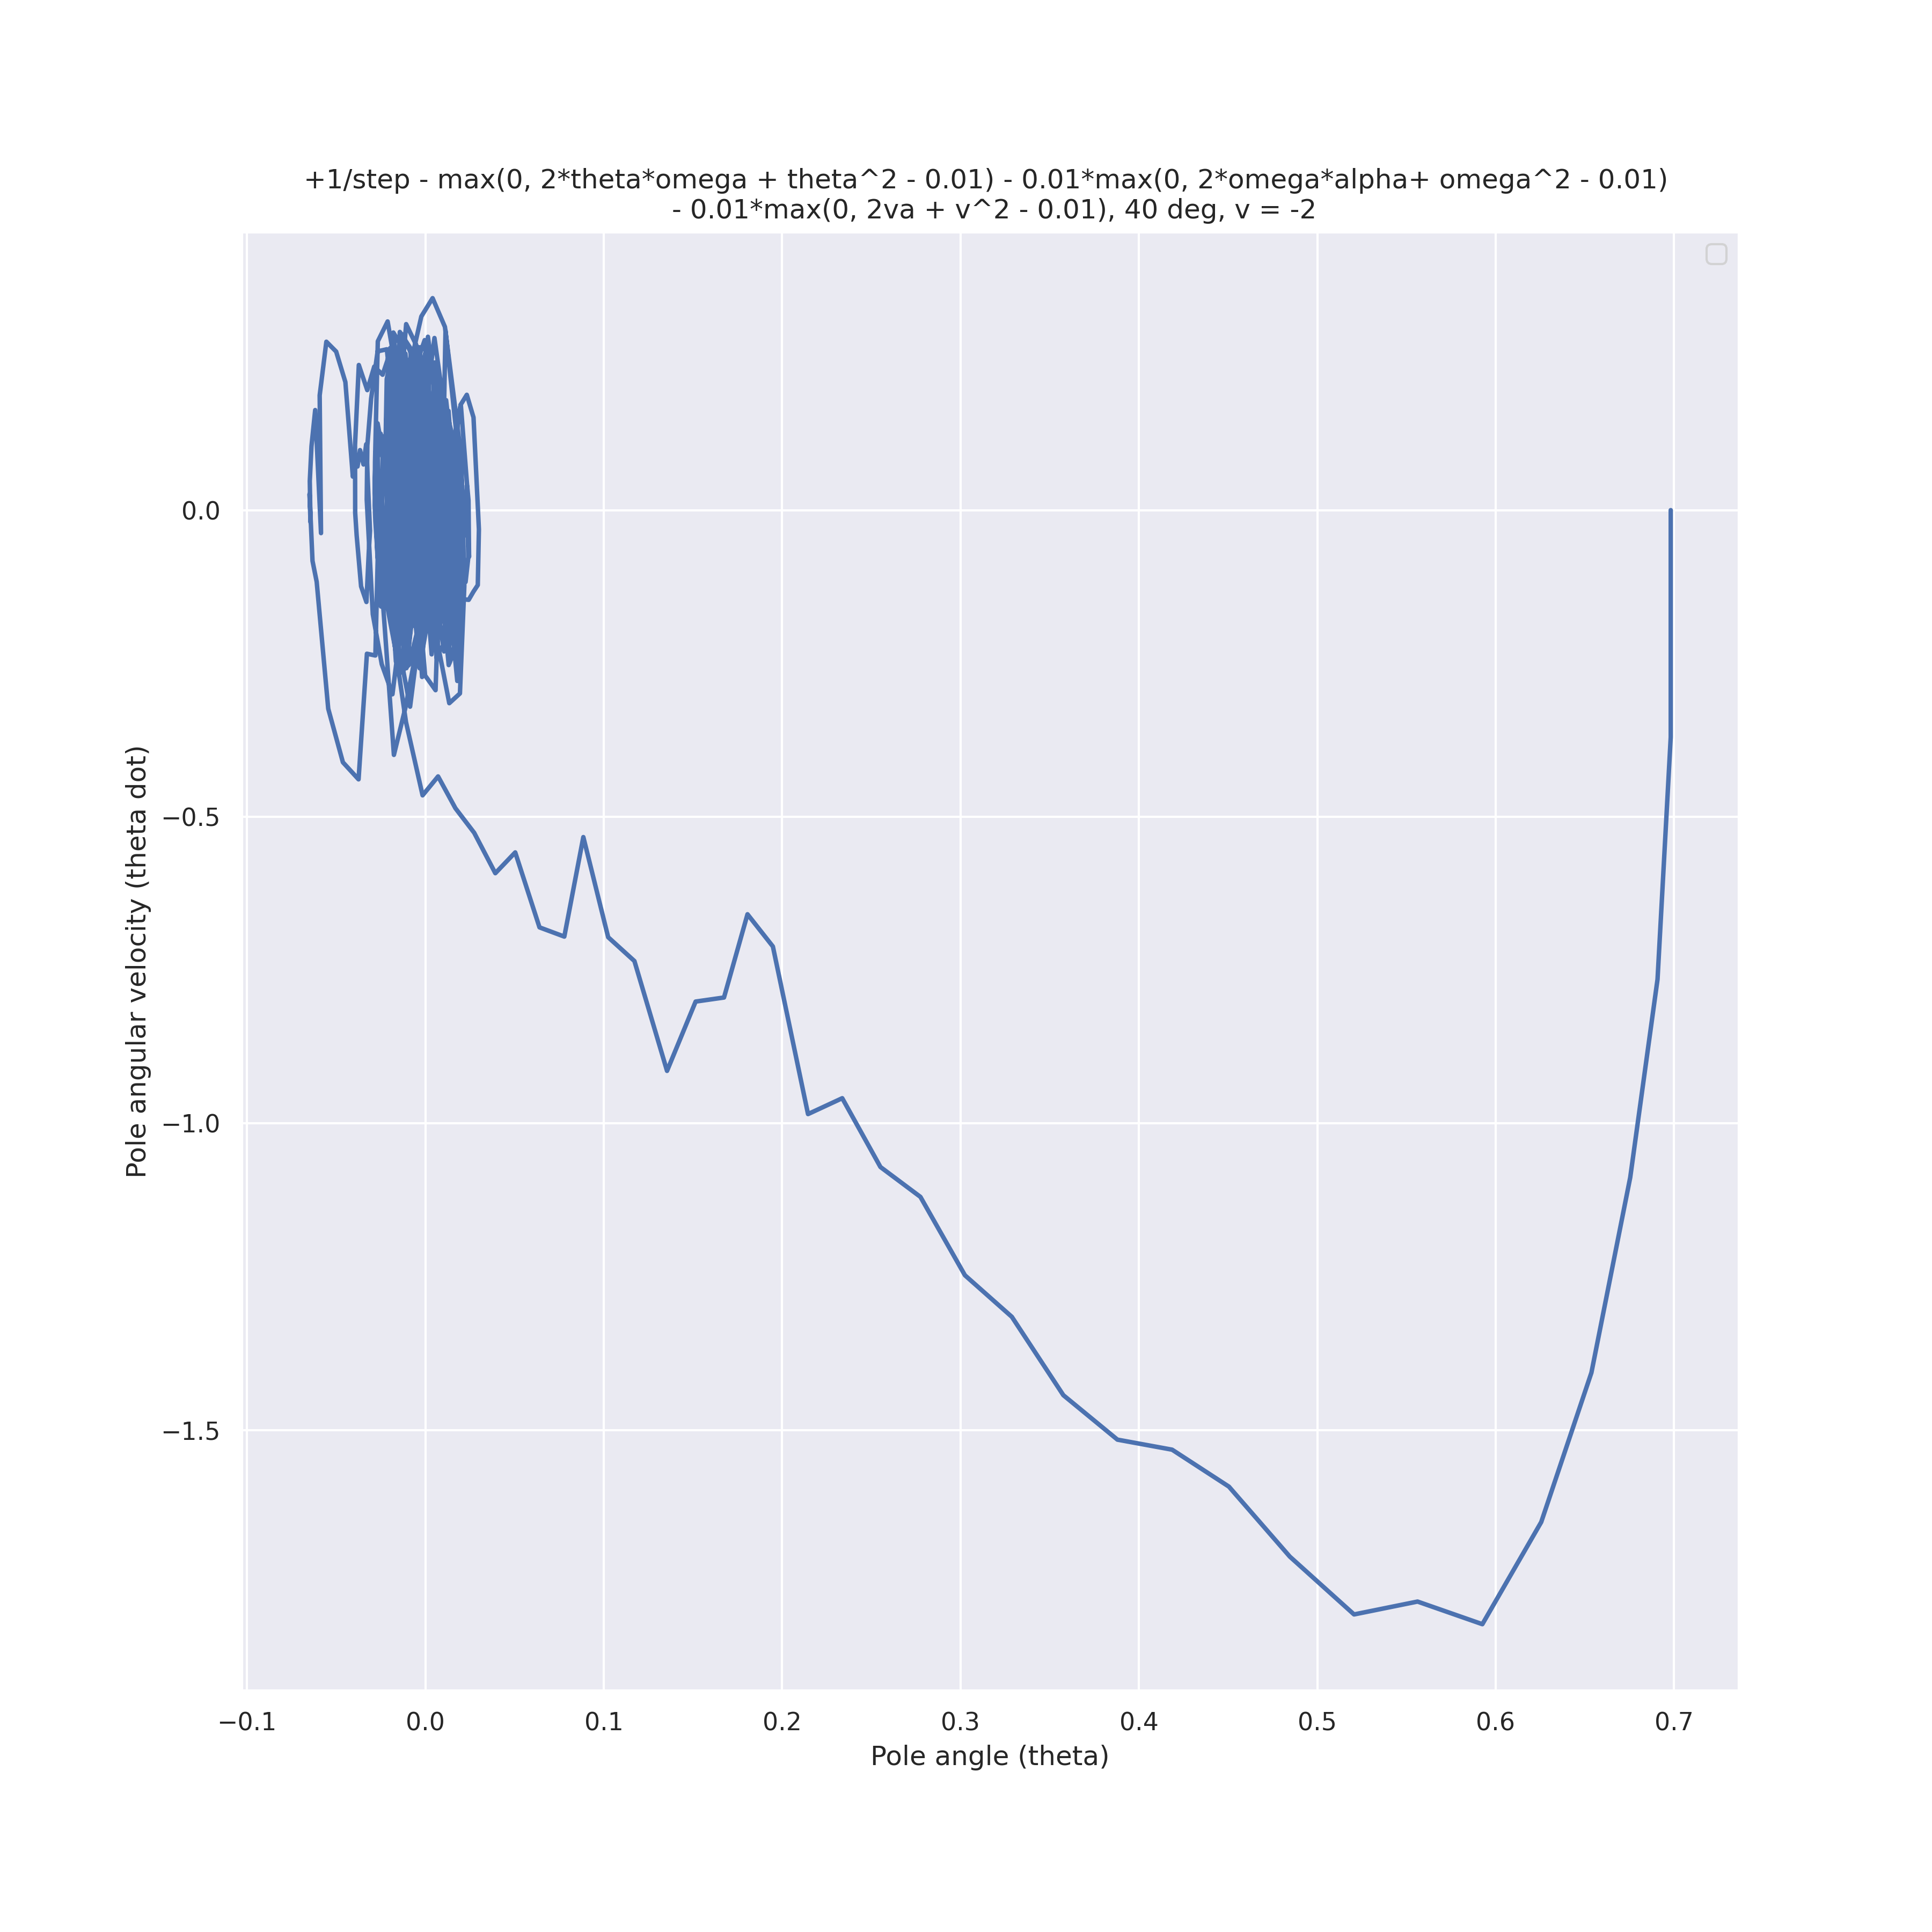 +1/step - max(0, 2*theta*omega + theta^2 - 0.01) - 0.01*max(0, 2*omega*alpha+ omega^2 - 0.01)
- 0.01*max(0, 2va + v^2 - 0.01), 40 deg, v = -2
Pole angular velocity (theta dot)
0.0
−0.5
−1.0
−1.5
−0.1 0.0 0.1 0.2 0.3 0.4 0.5 0.6 0.7
Pole angle (theta)